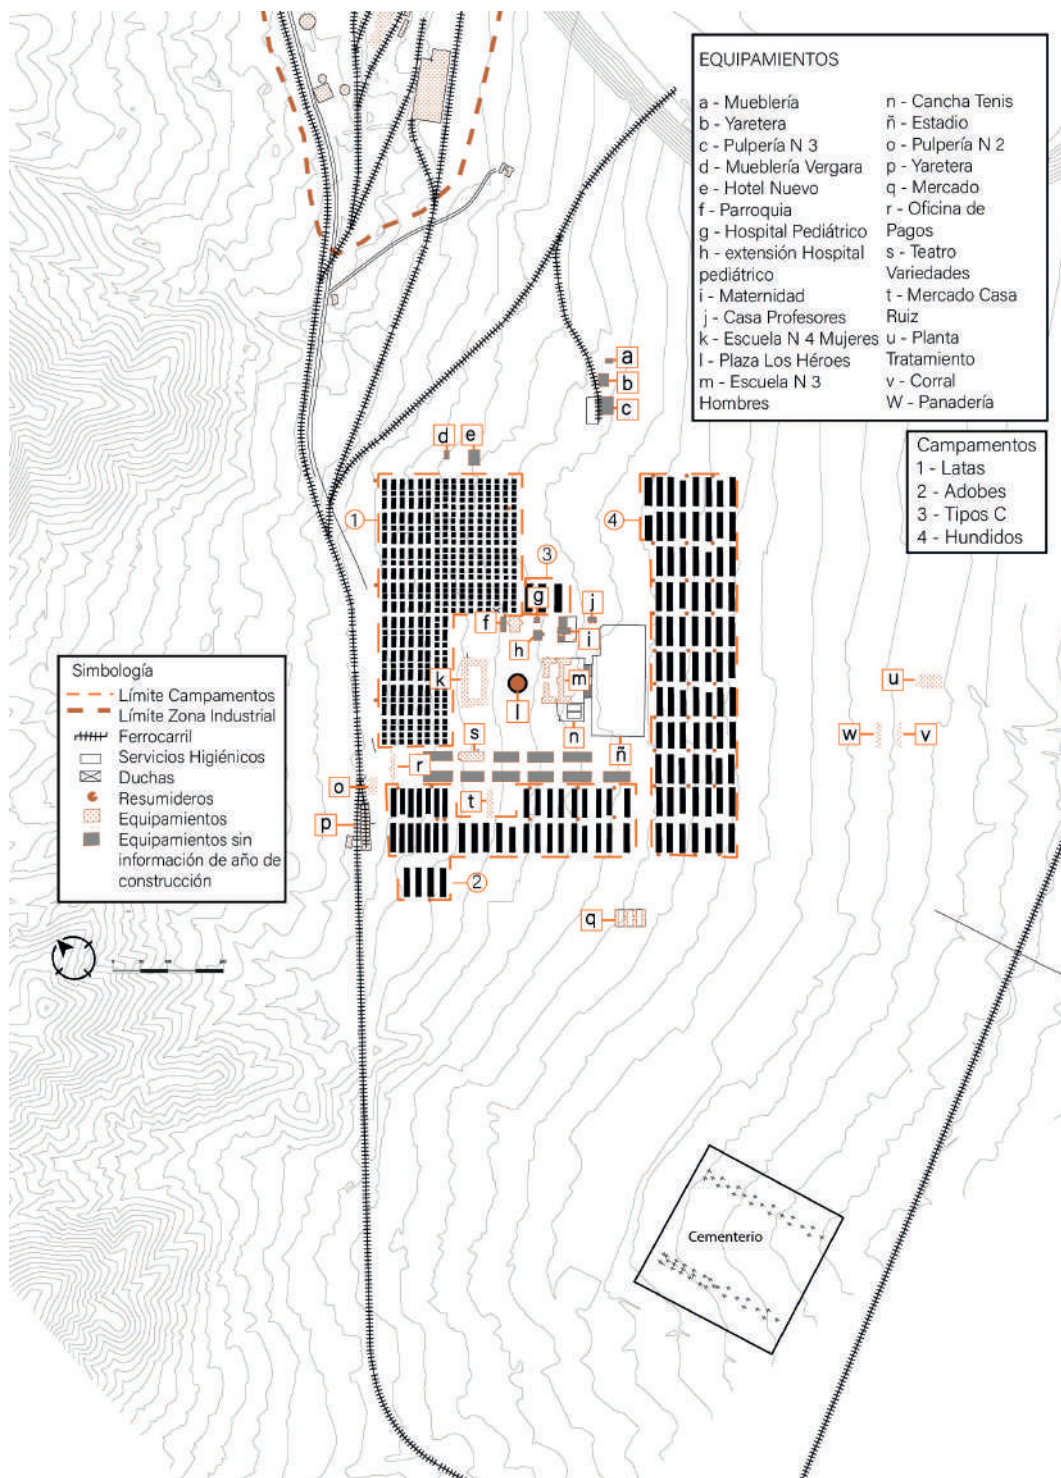 EQUIPAMIENTOS
a - Mueblería
b - Yaretera
c - Pulpería N 3
d - Mueblería Vergara
e - Hotel Nuevo
f - Parroquia
g - Hospital Pediátrico
h - extensión Hospital
pediátrico
i - Maternidad
j - Casa Profesores
k - Escuela N 4 Mujeres
l - Plaza Los Héroes
m - Escuela N 3
Hombres
n - Cancha Tenis
ñ - Estadio
o - Pulpería N 2
p - Yaretera
q - Mercado
r - Oficina de
Pagos
s - Teatro
Variedades
t - Mercado Casa
Ruiz
u - Planta
Tratamiento
v - Corral
W - Panadería
Campamentos
1 - Latas
2 - Adobes
3 - Tipos C
4 - Hundidos
a
b
c
d
e
1
4
3
g
j
f
i
h
k
m
l
n
ñ
s
r
o
t
p
2
q
u
w
v
Simbología
Límite Campamentos
Límite Zona Industrial
Ferrocarril
Servicios Higiénicos
Duchas
Resumideros
Equipamientos
Equipamientos sin
información de año de
construcción
Cementerio